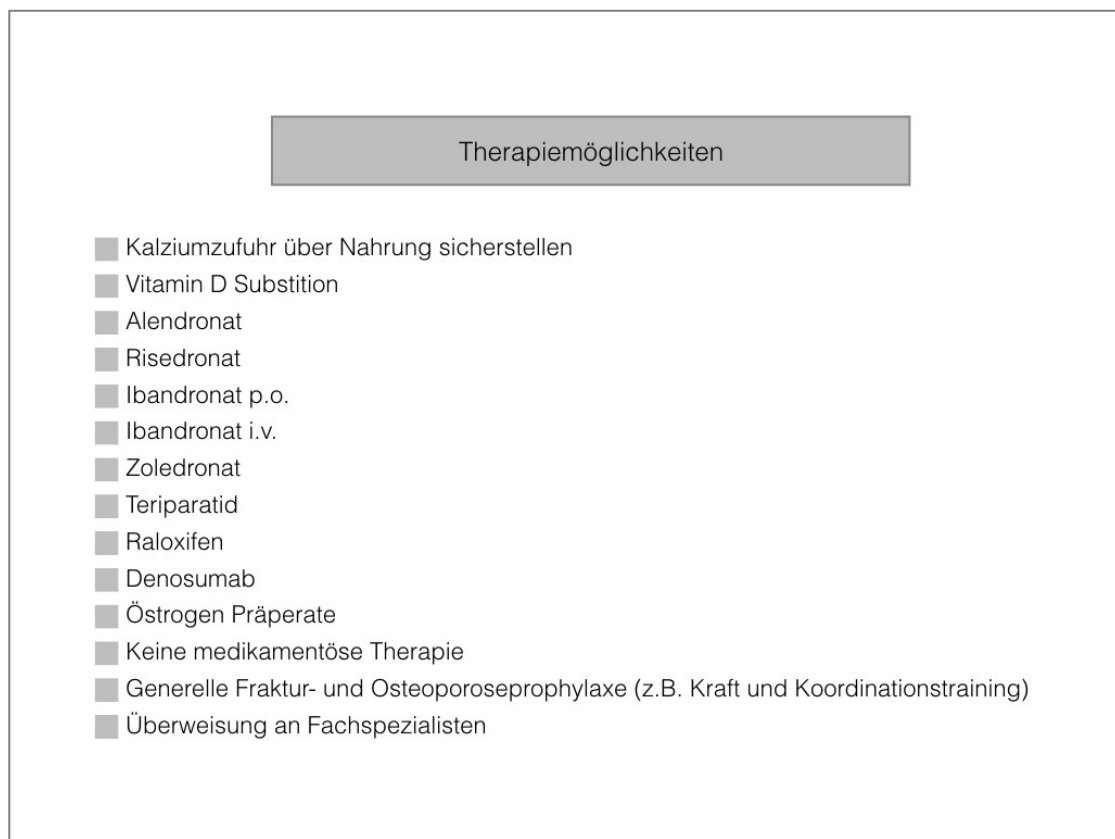 Therapiemöglichkeiten
Kalziumzufuhr über Nahrung sicherstellen
Vitamin D Substition
Alendronat
Risedronat
Ibandronat p.o.
Ibandronat i.v.
Zoledronat
Teriparatid
Raloxifen
Denosumab
Östrogen Präperate
Keine medikamentöse Therapie
Generelle Fraktur- und Osteoporoseprophylaxe (z.B. Kraft und Koordinationstraining)
Überweisung an Fachspezialisten